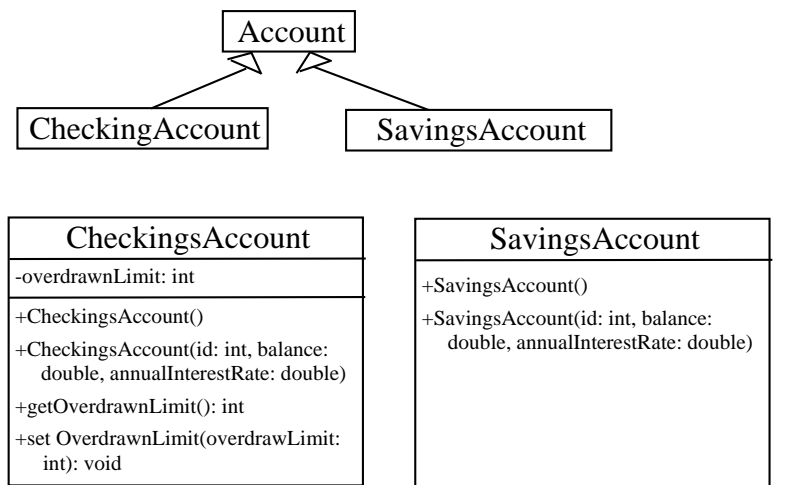 Account
CheckingAccount
SavingsAccount
CheckingsAccount
-overdrawnLimit: int
+CheckingsAccount()
+CheckingsAccount(id: int, balance:
double, annualInterestRate: double)
+getOverdrawnLimit(): int
+set OverdrawnLimit(overdrawLimit:
int): void
SavingsAccount
+SavingsAccount()
+SavingsAccount(id: int, balance:
double, annualInterestRate: double)